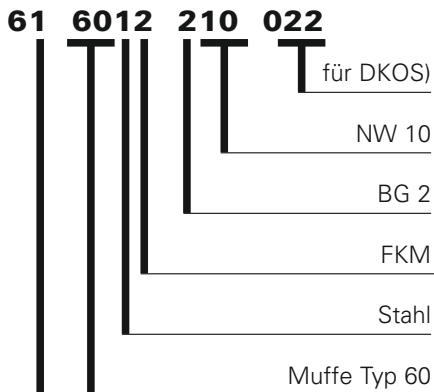 61 6012 210 022
für DKOS)
NW 10
BG 2
FKM
Stahl
Muffe Typ 60